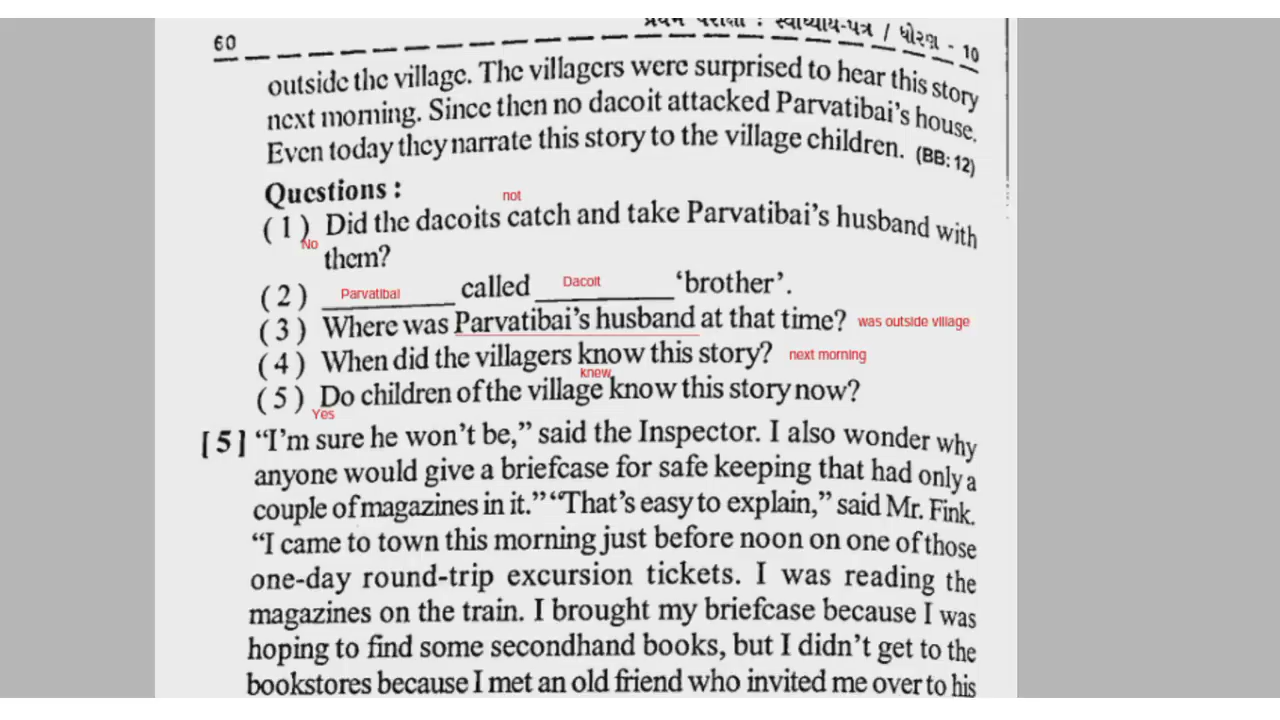 60 પ્રથમ પરીક્ષા : સ્વાધ્યાય-પત્ર / ધોરણ - 10
outside the village. The villagers were surprised to hear this story
next morning. Since then no dacoit attacked Parvatibai's house.
Even today they narrate this story to the village children. (BB: 12)
Questions :
not
( 1 ) Did the dacoits catch and take Parvatibai's husband with
No
them?
( 2 ) Parvatibai called Dacoit 'brother'.
( 3 ) Where was Parvatibai's husband at that time? was outside village
( 4 ) When did the villagers know this story? next morning
knew
( 5 ) Do children of the village know this story now?
Yes
[ 5 ] "I'm sure he won't be," said the Inspector. I also wonder why
anyone would give a briefcase for safe keeping that had only a
couple of magazines in it." "That's easy to explain," said Mr. Fink.
"I came to town this morning just before noon on one of those
one-day round-trip excursion tickets. I was reading the
magazines on the train. I brought my briefcase because I was
hoping to find some secondhand books, but I didn't get to the
bookstores because I met an old friend who invited me over to his